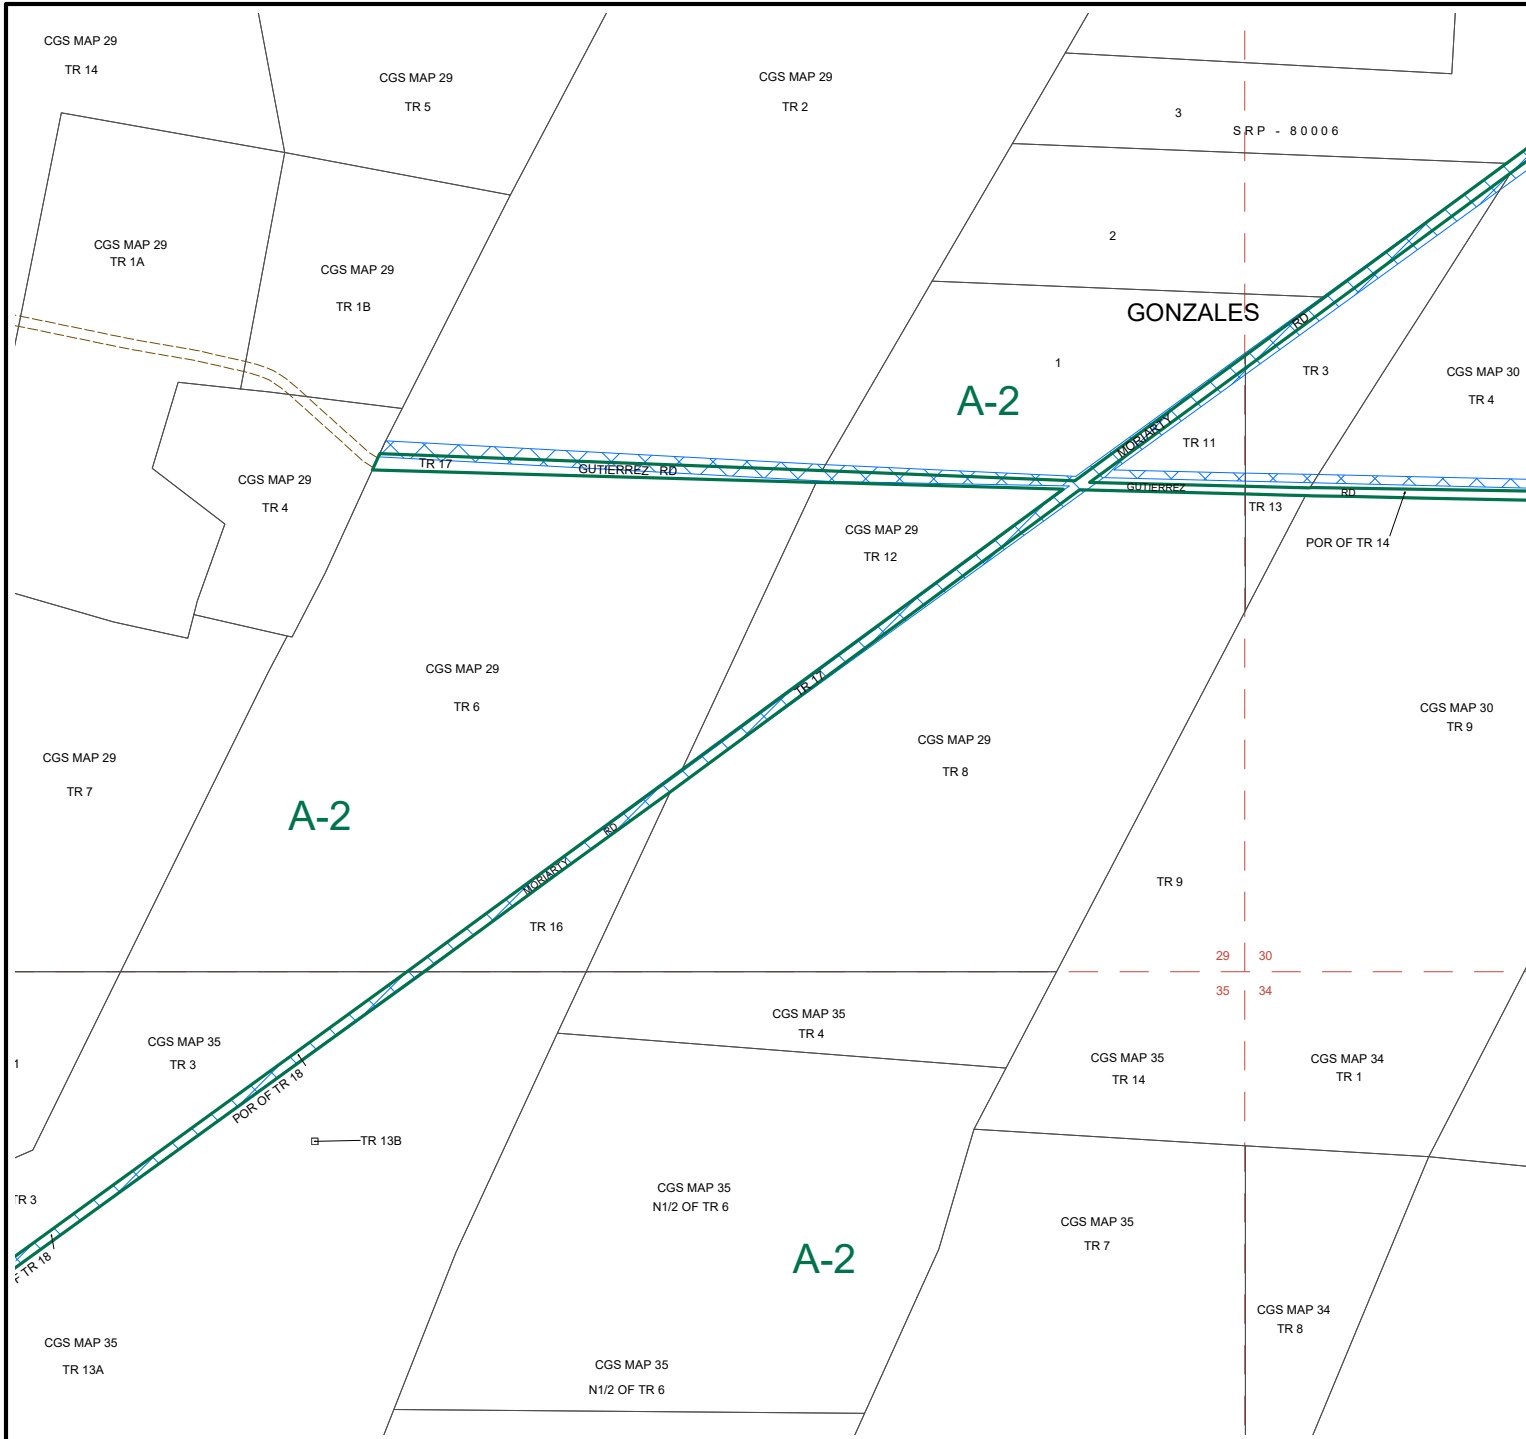 CGS MAP 29
TR 14
CGS MAP 29
TR 5
CGS MAP 29
TR 2
3
SRP - 80006
CGS MAP 29
TR 1A
CGS MAP 29
TR 1B
2
GONZALES
1
A-2
RD
TR 3
CGS MAP 30
TR 4
MORIARTY
TR 11
TR 17
GUTIERREZ RD
GUTIERREZ
RD
CGS MAP 29
TR 4
TR 13
POR OF TR 14
CGS MAP 29
TR 12
CGS MAP 29
TR 6
TR 17
CGS MAP 30
TR 9
CGS MAP 29
TR 7
CGS MAP 29
TR 8
A-2
RD
MORIARTY
TR 9
TR 16
29 30
35 34
CGS MAP 35
TR 4
CGS MAP 35
TR 3
1
CGS MAP 35
TR 14
CGS MAP 34
TR 1
POR OF TR 18
TR 13B
TR 3
F TR 18
CGS MAP 35
N1/2 OF TR 6
CGS MAP 35
TR 7
A-2
CGS MAP 34
TR 8
CGS MAP 35
TR 13A
CGS MAP 35
N1/2 OF TR 6